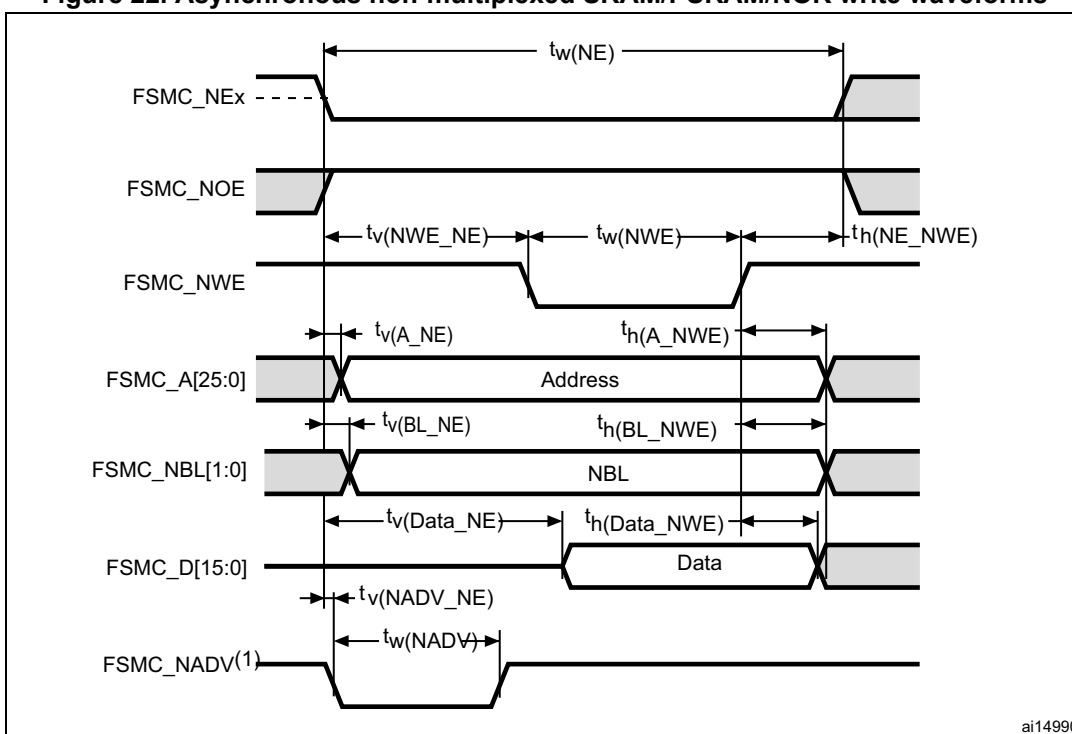 Figure 22. Asynchronous non-multiplexed SRAM/PSRAM/NOR write waveforms
tw(NE)
FSMC_NEx
FSMC_NOE
tv(NWE_NE)
tw(NWE)
th(NE_NWE)
FSMC_NWE
tv(A_NE)
th(A_NWE)
FSMC_A[25:0]
Address
tv(BL_NE)
th(BL_NWE)
FSMC_NBL[1:0]
NBL
tv(Data_NE)
th(Data_NWE)
FSMC_D[15:0]
Data
tv(NADV_NE)
tw(NADV)
FSMC_NADV(1)
ai14990